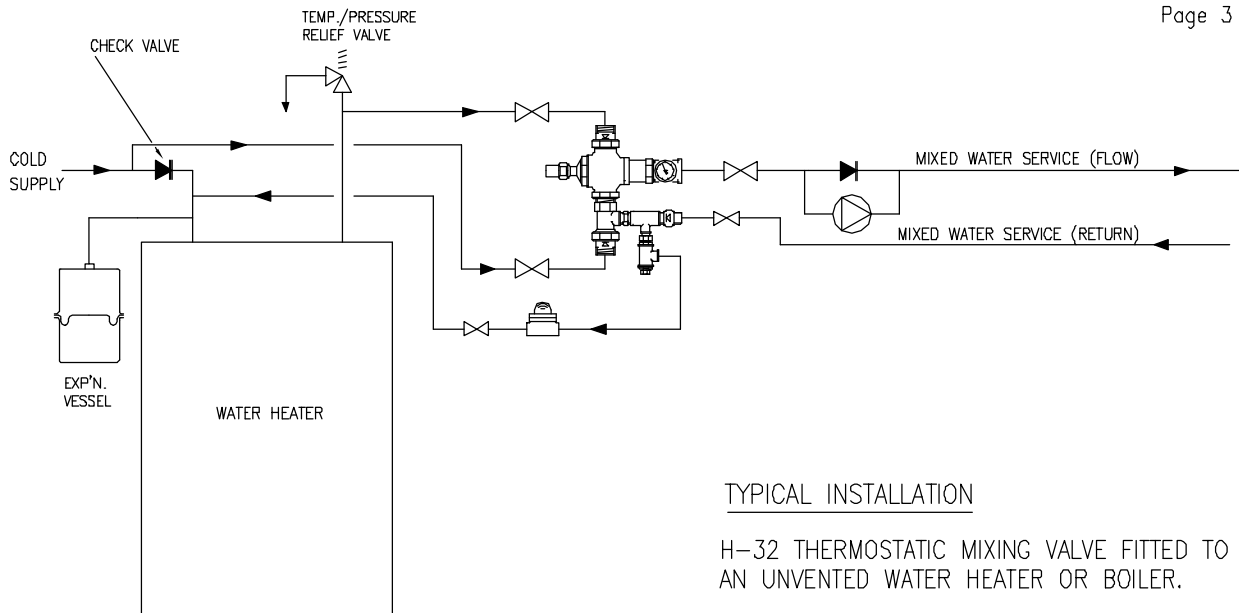 Page 3
TEMP./PRESSURE
RELIEF VALVE
CHECK VALVE
COLD
SUPPLY
MIXED WATER SERVICE (FLOW)
MIXED WATER SERVICE (RETURN)
EXP'N.
VESSEL
WATER HEATER
TYPICAL INSTALLATION
H-32 THERMOSTATIC MIXING VALVE FITTED TO
AN UNVENTED WATER HEATER OR BOILER.